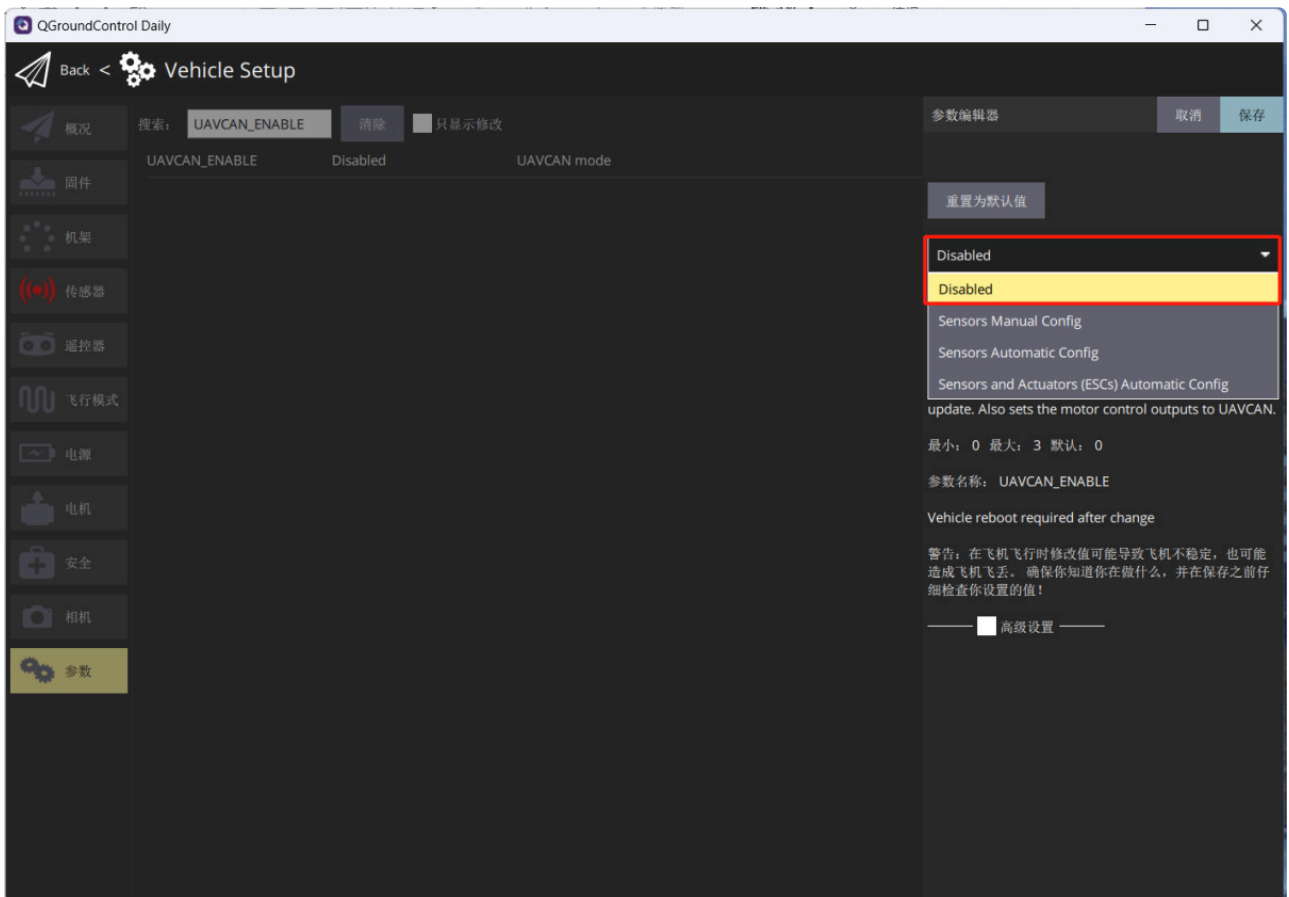 QGroundControl Daily
Back < Vehicle Setup
概况
固件
机架
传感器
遥控器
飞行模式
电源
电机
安全
相机
参数
搜索: UAVCAN_ENABLE 清除 只显示修改
UAVCAN_ENABLE Disabled UAVCAN mode
参数编辑器 取消 保存
重置为默认值
Disabled
Disabled
Sensors Manual Config
Sensors Automatic Config
Sensors and Actuators (ESCs) Automatic Config
update. Also sets the motor control outputs to UAVCAN.
最小: 0 最大: 3 默认: 0
参数名称: UAVCAN_ENABLE
Vehicle reboot required after change
警告: 在飞机飞行时修改值可能导致飞机不稳定，也可能
造成飞机飞丢。 确保你知道你在做什么，并在保存之前仔
细检查你设置的值!
高级设置